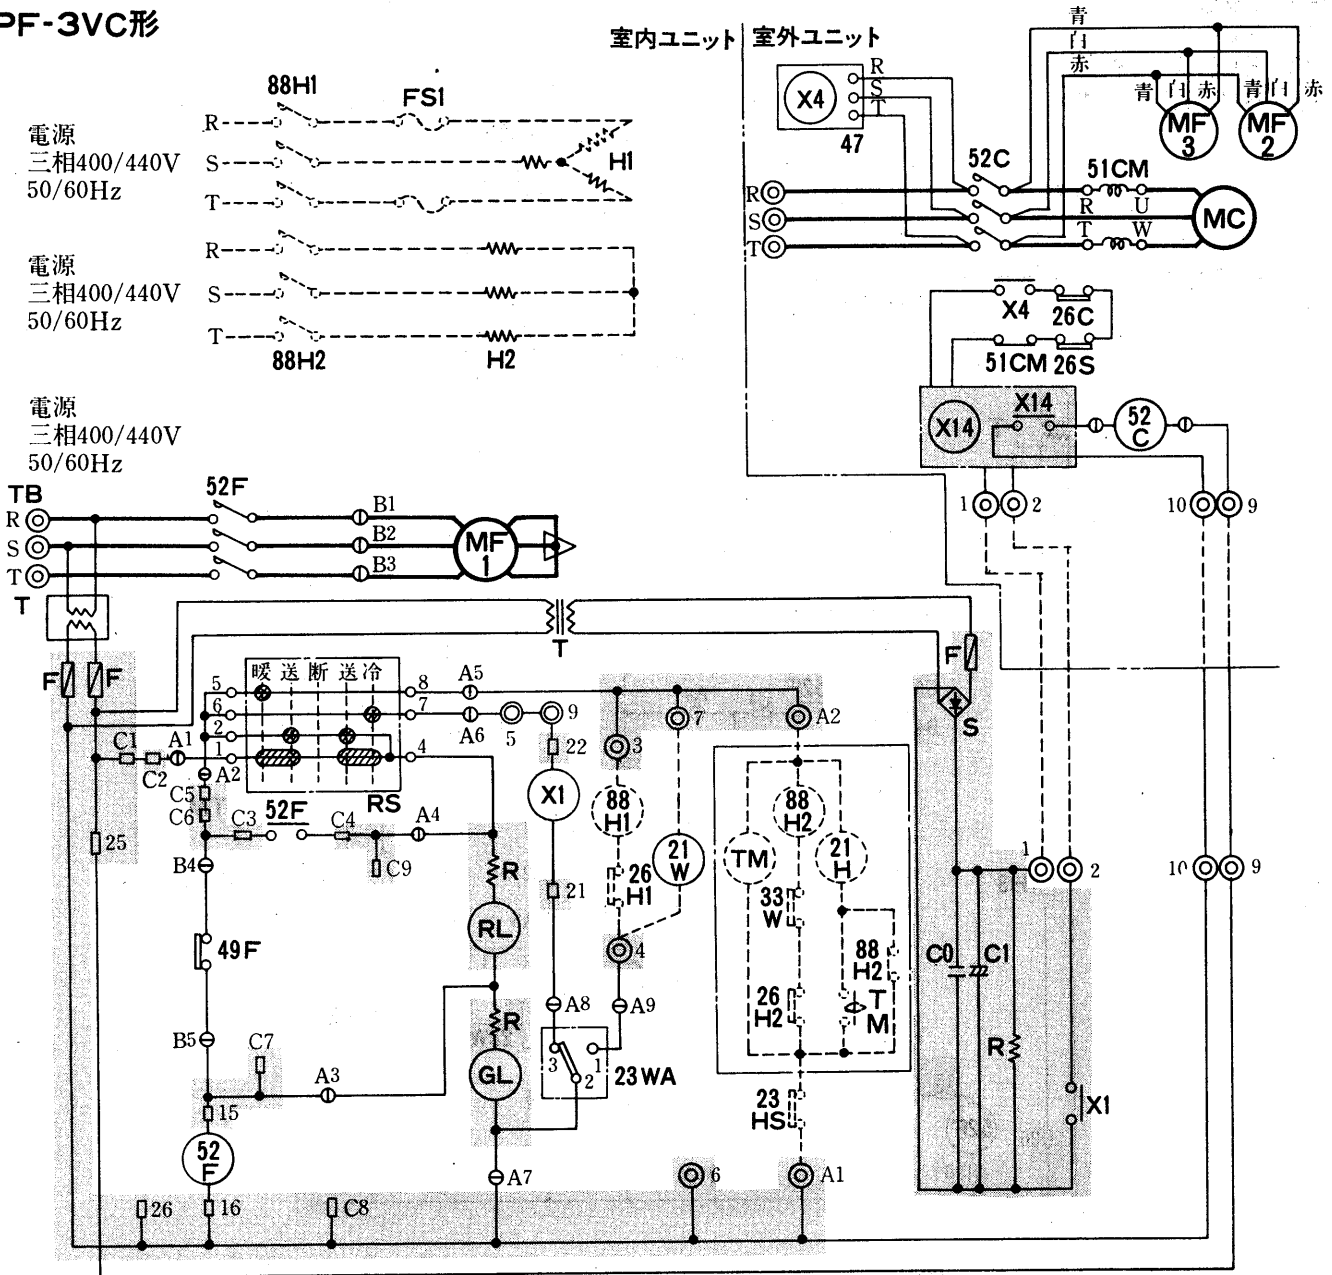 PF-3VC形
室内ユニット 室外ユニット
青
白
赤
X4
R
S
T
47
青 白 赤 青 白 赤
MF
3
MF
2
88H1
FS1
電源
三相400/440V
50/60Hz
R
S
T
H1
52C
51CM
R
S
T
R
T
U
W
MC
電源
三相400/440V
50/60Hz
R
S
T
88H2
H2
X4
26C
51CM 26S
X14
X14
52
C
電源
三相400/440V
50/60Hz
1
2
10
9
TB
R
S
T
52F
B1
B2
B3
MF
1
T
T
F
F
F
S
暖 送 断 送 冷
5
6
2
1
8
7
4
RS
A5
A6
5
9
22
3
7
A2
C1
C2
A1
A2
C5
C6
C3
52F
C4
A4
C9
25
B4
49F
B5
C7
A3
15
52
F
16
26
C8
R
RL
R
GL
A7
X1
21
A8
A9
3
2
1
23WA
88
H1
26
H1
4
21
W
TM
88
H2
21
H
33
W
88
H2
26
H2
T
M
23
HS
6
A1
C0
C1
R
X1
1
2
10
9